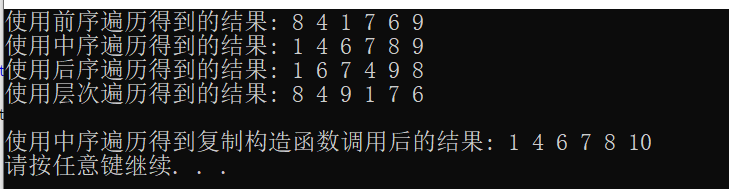 使用前序遍历得到的结果: 8 4 1 7 6 9
使用中序遍历得到的结果: 1 4 6 7 8 9
使用后序遍历得到的结果: 1 6 7 4 9 8
使用层次遍历得到的结果: 8 4 9 1 7 6
使用中序遍历得到复制构造函数调用后的结果: 1 4 6 7 8 10
请按任意键继续. . .